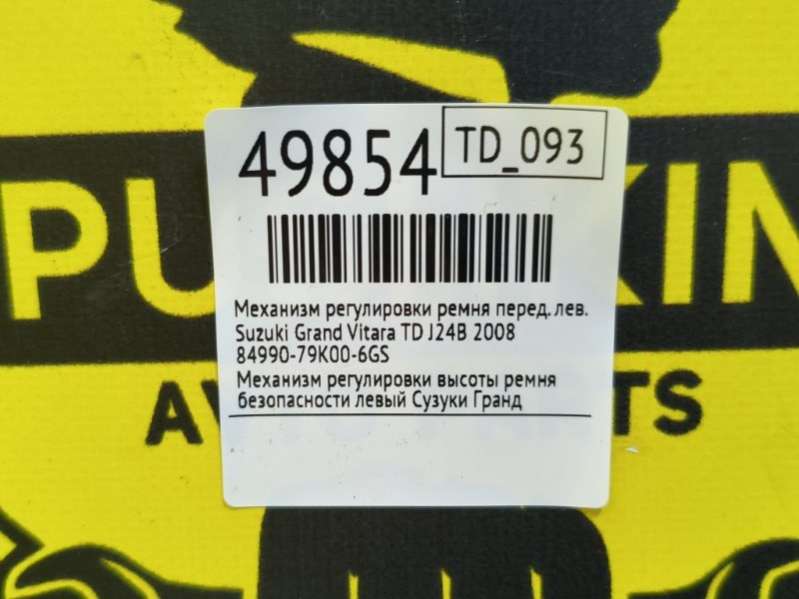 49854
TD_093
Механизм регулировки ремня перед. лев.
Suzuki Grand Vitara TD J24B 2008
84990-79K00-6GS
Механизм регулировки высоты ремня
безопасности левый Сузуки Гранд